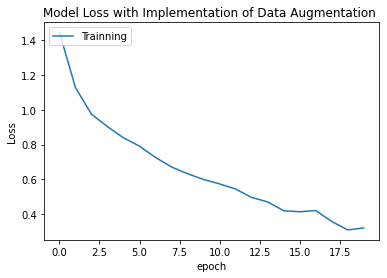 Model Loss with Implementation of Data Augmentation
Trainning
1.4
1.2
1.0
0.8
0.6
0.4
Loss
0.0 2.5 5.0 7.5 10.0 12.5 15.0 17.5
epoch